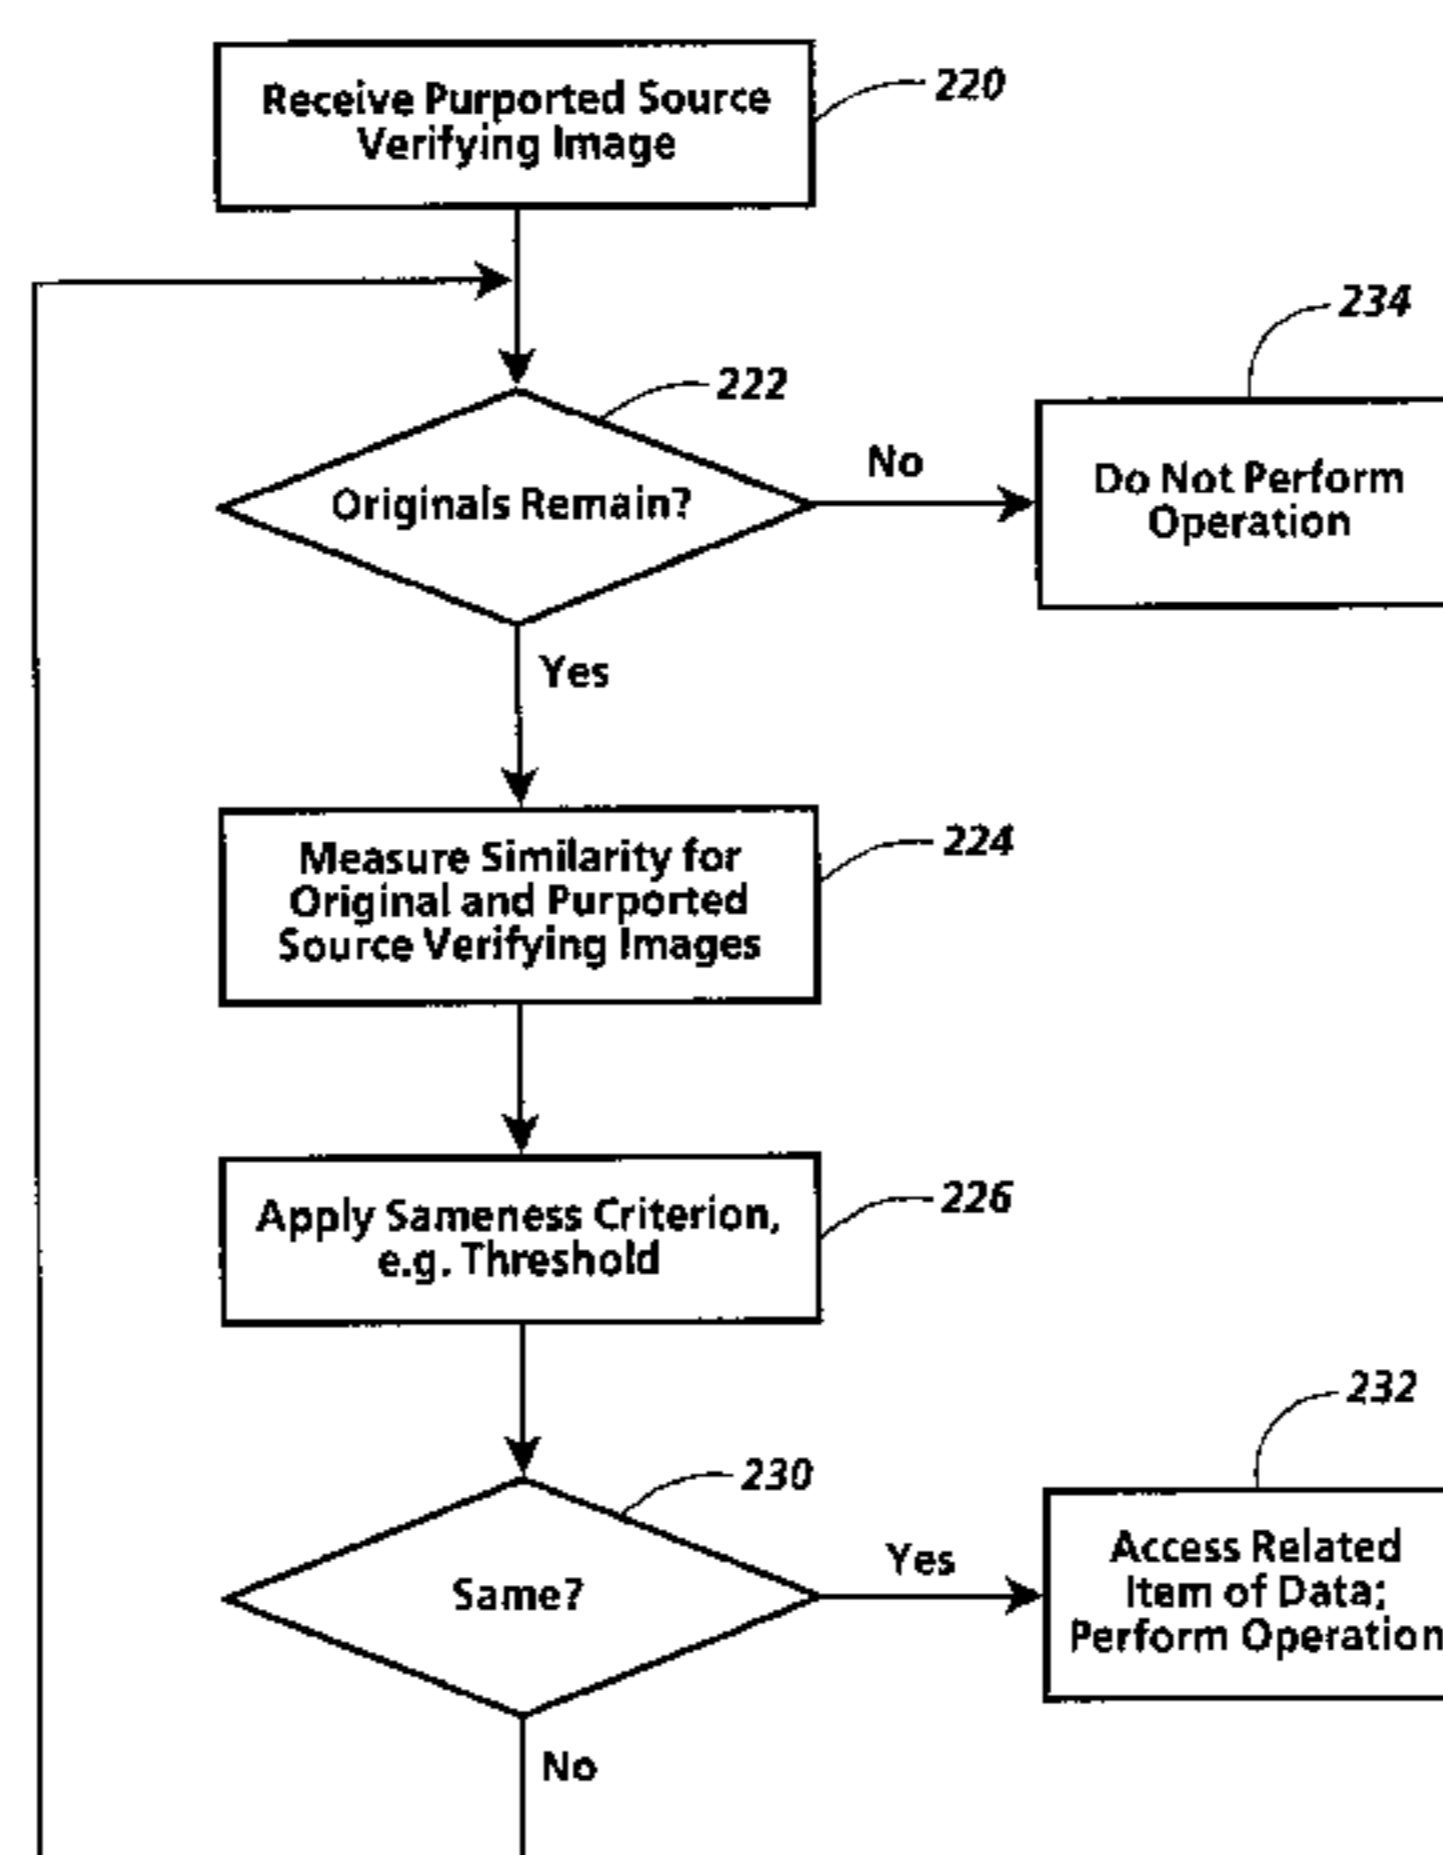 Receive Purported Source
Verifying Image
220
234
222
Originals Remain?
No
Do Not Perform
Operation
Yes
Measure Similarity for
Original and Purported
Source Verifying Images
224
Apply Sameness Criterion,
e.g. Threshold
226
232
230
Same?
Yes
Access Related
Item of Data;
Perform Operation
No